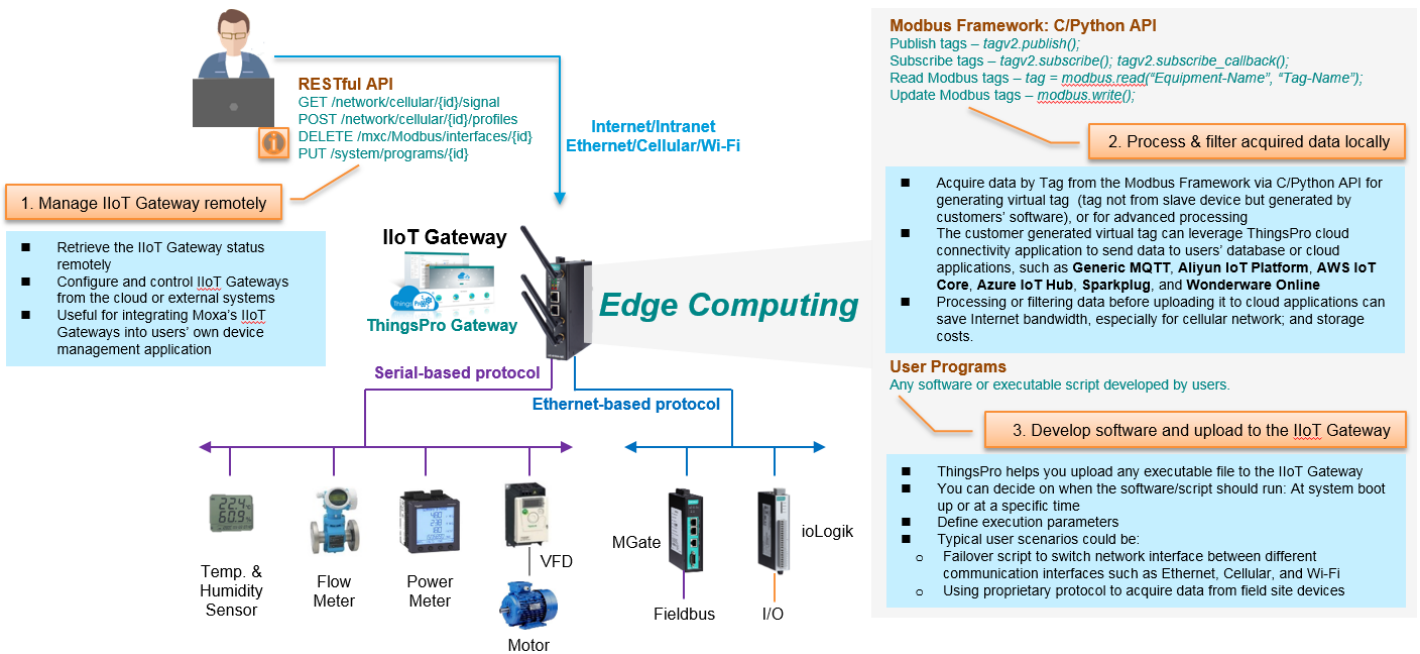 RESTful API
GET /network/cellular/{id}/signal
POST /network/cellular/{id}/profiles
DELETE /mxc/Modbus/interfaces/{id}
PUT /system/programs/{id}
Internet/Intranet
Ethernet/Cellular/Wi-Fi
1. Manage IIoT Gateway remotely
Retrieve the IIoT Gateway status
remotely
Configure and control IIoT Gateways
from the cloud or external systems
Useful for integrating Moxa's IIoT
Gateways into users' own device
management application
IIoT Gateway
ThingsPro
ThingsPro Gateway
Edge Computing
Serial-based protocol
Ethernet-based protocol
22.4
60.9%
Temp. &
Humidity
Sensor
Flow
Meter
Power
Meter
VFD
Motor
MGate
Fieldbus
ioLogik
I/O
Modbus Framework: C/Python API
Publish tags – tagv2.publish();
Subscribe tags – tagv2.subscribe(); tagv2.subscribe_callback();
Read Modbus tags – tag = modbus.read("Equipment-Name", "Tag-Name");
Update Modbus tags – modbus.write();
2. Process & filter acquired data locally
Acquire data by Tag from the Modbus Framework via C/Python API for
generating virtual tag (tag not from slave device but generated by
customers' software), or for advanced processing
The customer generated virtual tag can leverage ThingsPro cloud
connectivity application to send data to users' database or cloud
applications, such as Generic MQTT, Aliyun IoT Platform, AWS IoT
Core, Azure IoT Hub, Sparkplug, and Wonderware Online
Processing or filtering data before uploading it to cloud applications can
save Internet bandwidth, especially for cellular network; and storage
costs.
User Programs
Any software or executable script developed by users.
3. Develop software and upload to the IIoT Gateway
ThingsPro helps you upload any executable file to the IIoT Gateway
You can decide on when the software/script should run: At system boot
up or at a specific time
Define execution parameters
Typical user scenarios could be:
Failover script to switch network interface between different
communication interfaces such as Ethernet, Cellular, and Wi-Fi
Using proprietary protocol to acquire data from field site devices